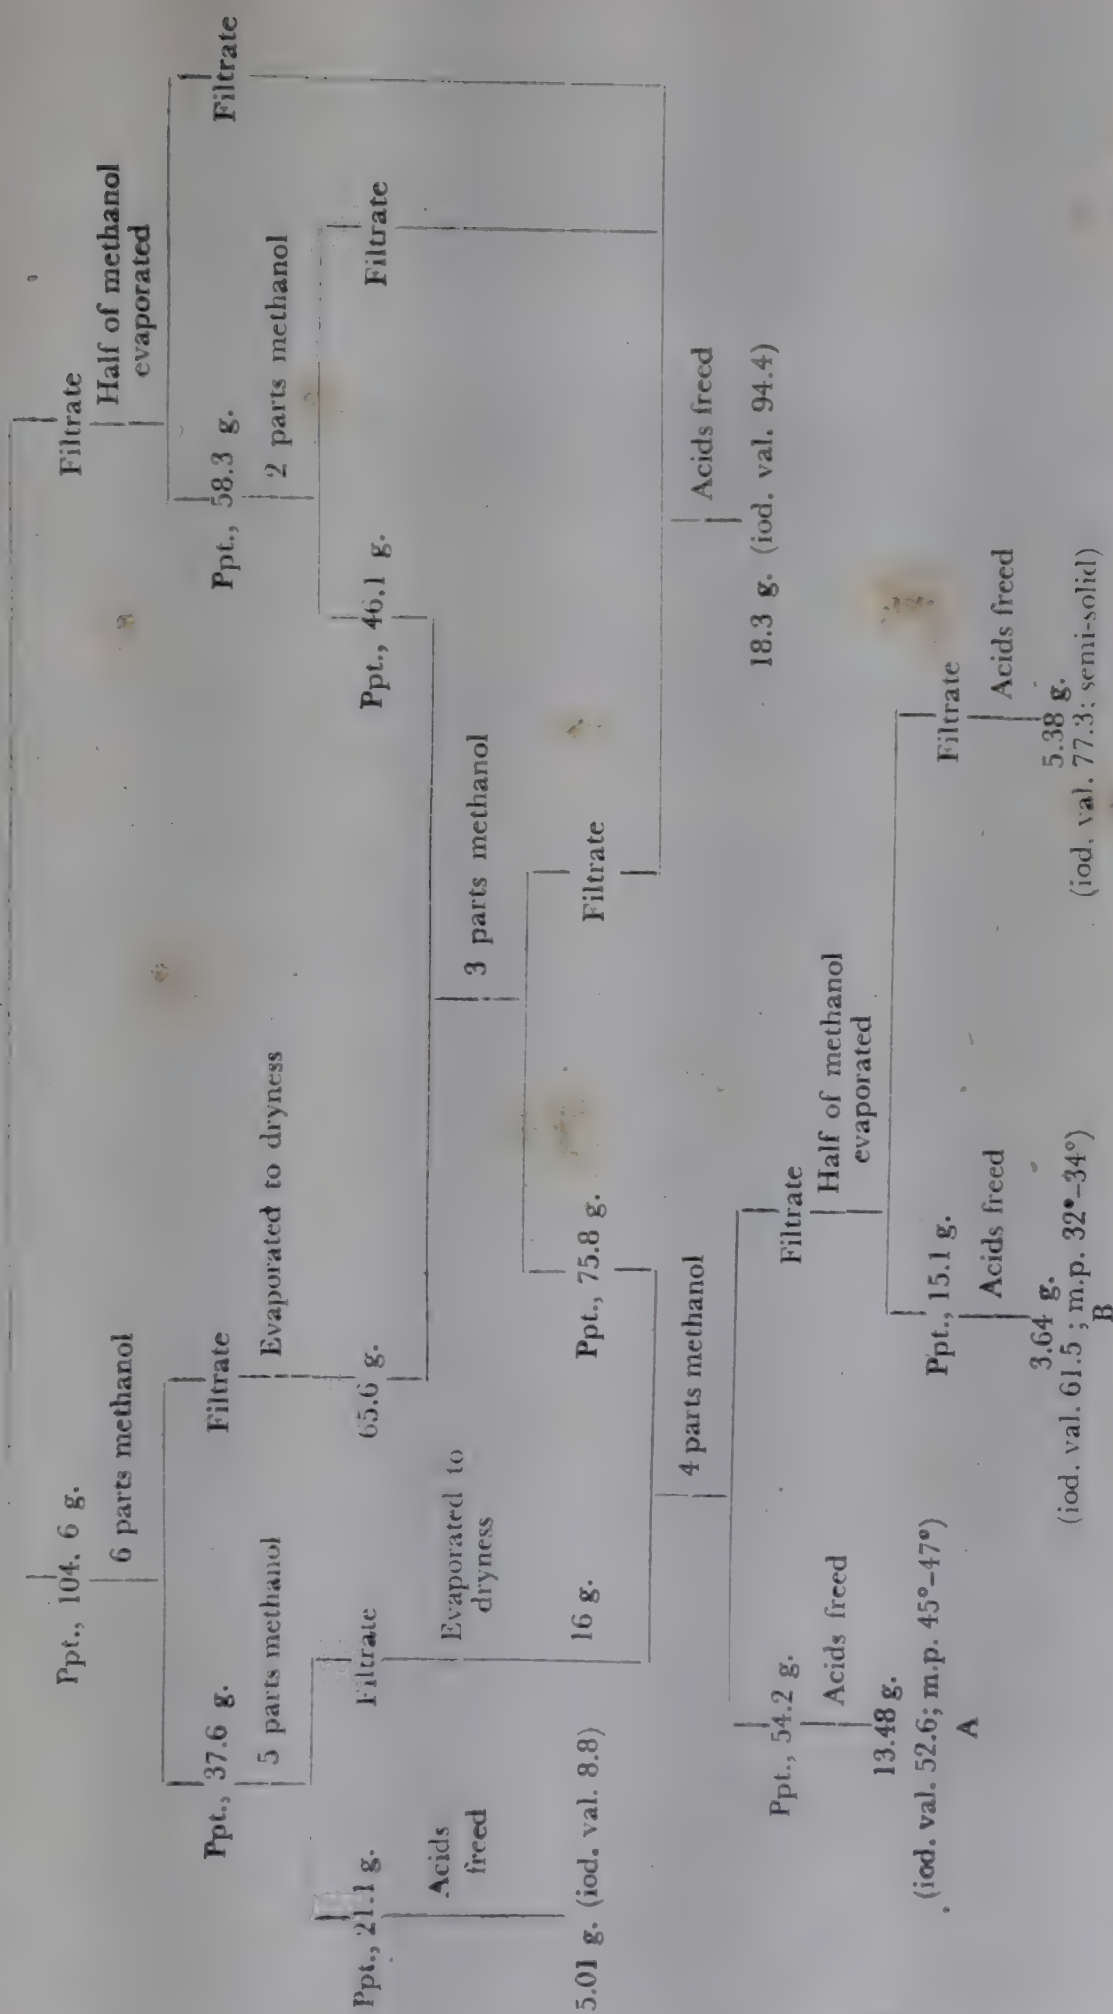 Ppt., 104. 6 g.
6 parts methanol
Filtrate
Half of methanol
evaporated
Ppt., 37.6 g.
5 parts methanol
Filtrate
Evaporated to dryness
Ppt., 58.3 g.
2 parts methanol
Filtrate
Ppt., 21.1 g.
Acids
freed
Filtrate
Evaporated to
dryness
65.6 g.
Ppt., 46.1 g.
Filtrate
3 parts methanol
5.01 g. (iod. val. 8.8)
16 g.
Ppt., 75.8 g.
Filtrate
4 parts methanol
Acids freed
18.3 g. (iod. val. 94.4)
Ppt., 54.2 g.
Acids freed
Filtrate
Half of methanol
evaporated
13.48 g.
(iod. val. 52.6; m.p. 45°–47°)
A
Ppt., 15.1 g.
Acids freed
Filtrate
Acids freed
3.64 g.
(iod. val. 61.5 ; m.p. 32°–34°)
B
5.38 g.
(iod. val. 77.3; semi-solid)